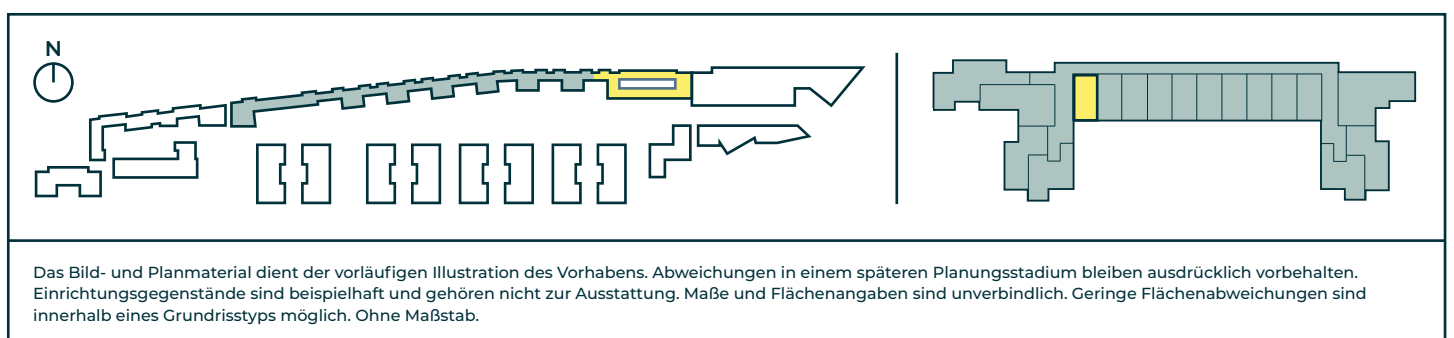 N
Das Bild- und Planmaterial dient der vorläufigen Illustration des Vorhabens. Abweichungen in einem späteren Planungsstadium bleiben ausdrücklich vorbehalten.
Einrichtungsgegenstände sind beispielhaft und gehören nicht zur Ausstattung. Maße und Flächenangaben sind unverbindlich. Geringe Flächenabweichungen sind
innerhalb eines Grundrisstyps möglich. Ohne Maßstab.